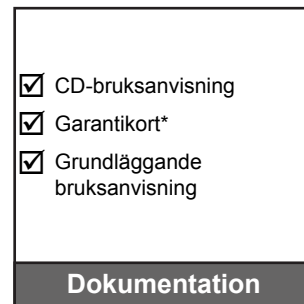 CD-bruksanvisning
Garantikort*
Grundläggande
bruksanvisning
Dokumentation